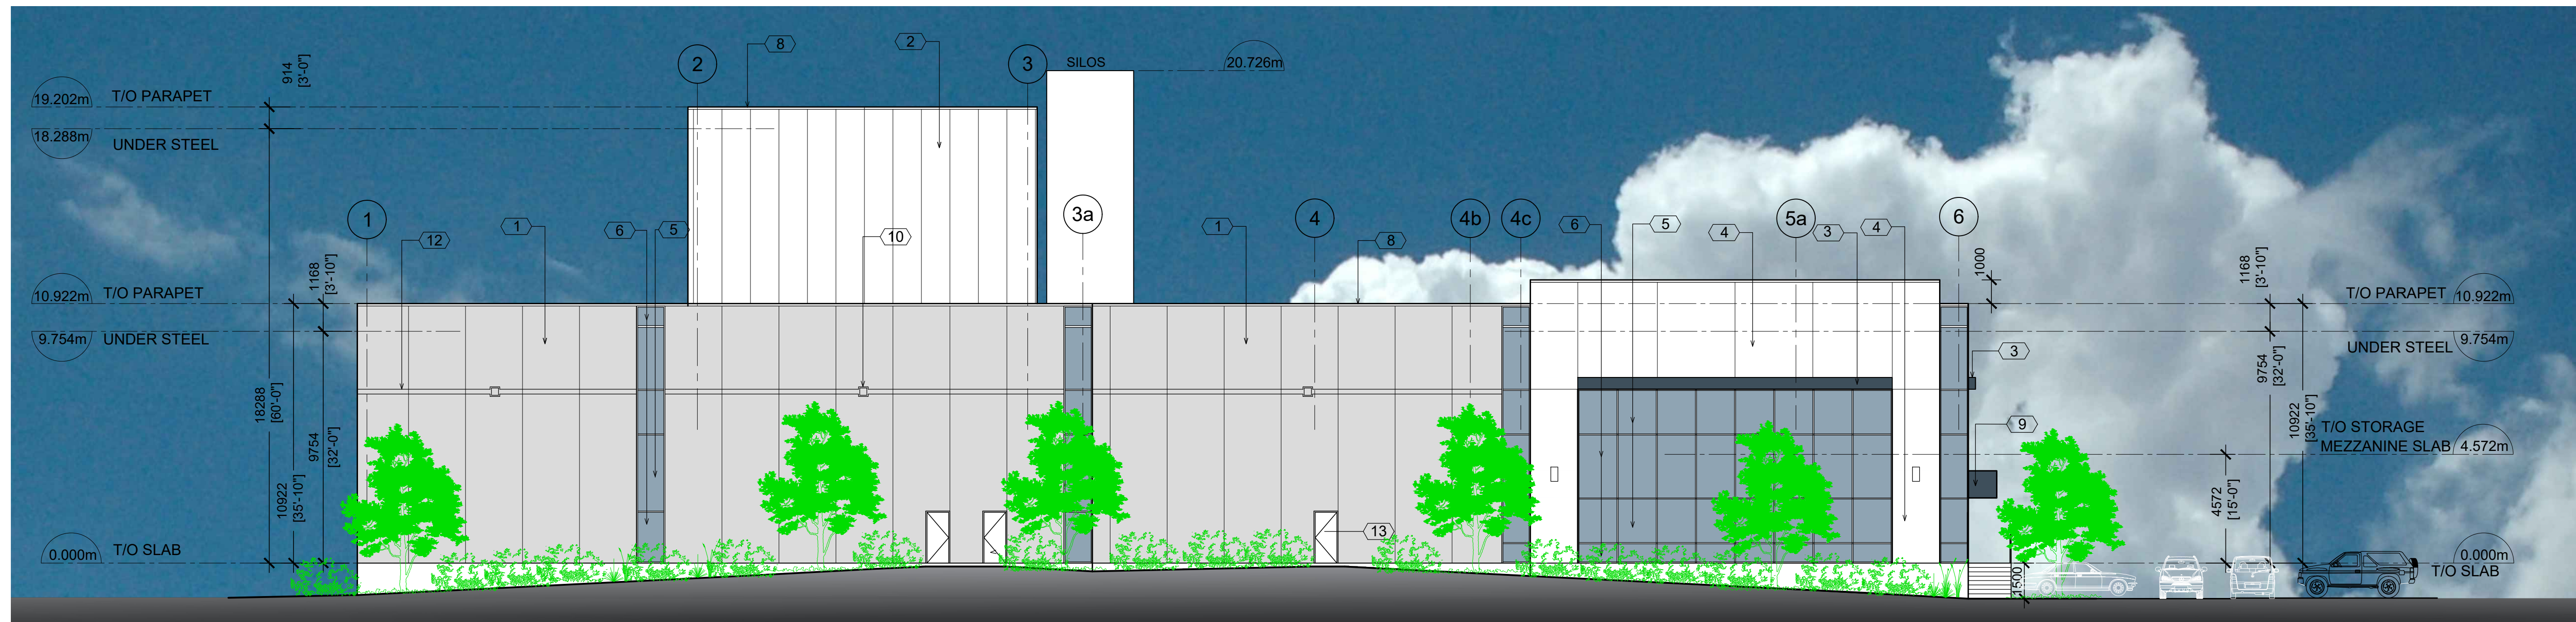 8
2
2
3
SILOS
20.726m
914
[3'-0"]
19.202m
T/O PARAPET
18.288m
UNDER STEEL
1
12
1
6
5
10
3a
1
4
8
4b
4c
6
5
4
5a
3
4
6
1000
1168
[3'-10"]
1168
[3'-10"]
10.922m
T/O PARAPET
T/O PARAPET
10.922m
9.754m
UNDER STEEL
UNDER STEEL
9.754m
3
18288
[60'-0"]
10922
[35'-10"]
9754
[32'-0"]
9754
[32'-0"]
10922
[35'-10"]
9
T/O STORAGE
MEZZANINE SLAB
4.572m
4572
[15'-0"]
13
0.000m
T/O SLAB
0.000m
T/O SLAB
1500